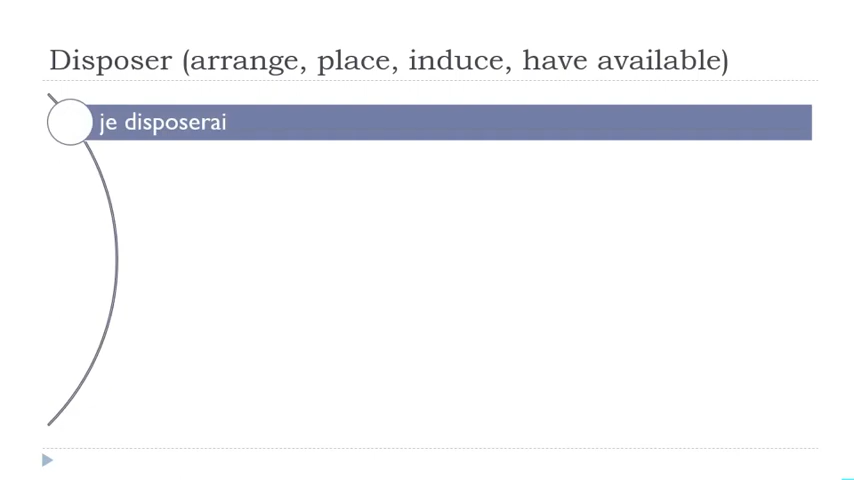 Disposer (arrange, place, induce, have available)
je disposerai